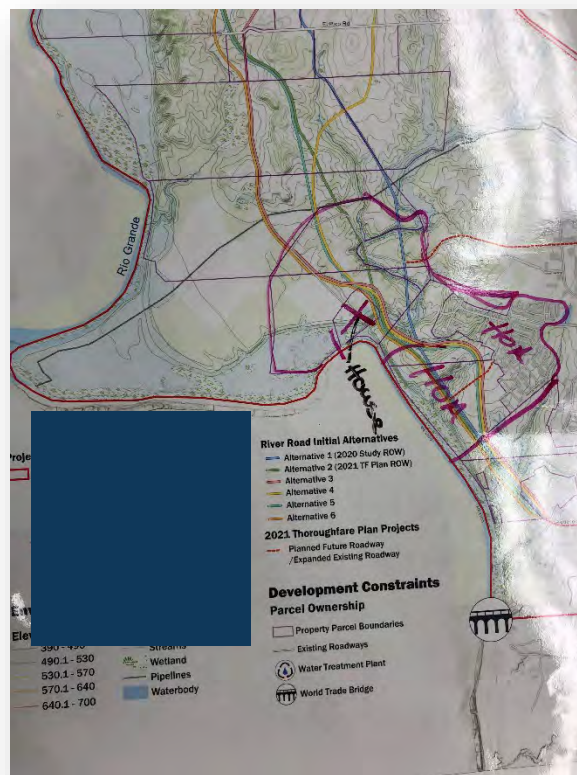 Rio Grande
HOA
HOA
House
River Road Initial Alternatives
Alternative 1 (2020 Study ROW)
Alternative 2 (2021 TF Plan ROW)
Alternative 3
Alternative 4
Alternative 5
Alternative 6
2021 Thoroughfare Plan Projects
Planned Future Roadway
/Expanded Existing Roadway
Development Constraints
Parcel Ownership
Property Parcel Boundaries
Existing Roadways
Water Treatment Plant
World Trade Bridge
490.1 - 530
530.1 - 570
570.1 - 640
640.1 - 700
Streams
Wetland
Pipelines
Waterbody